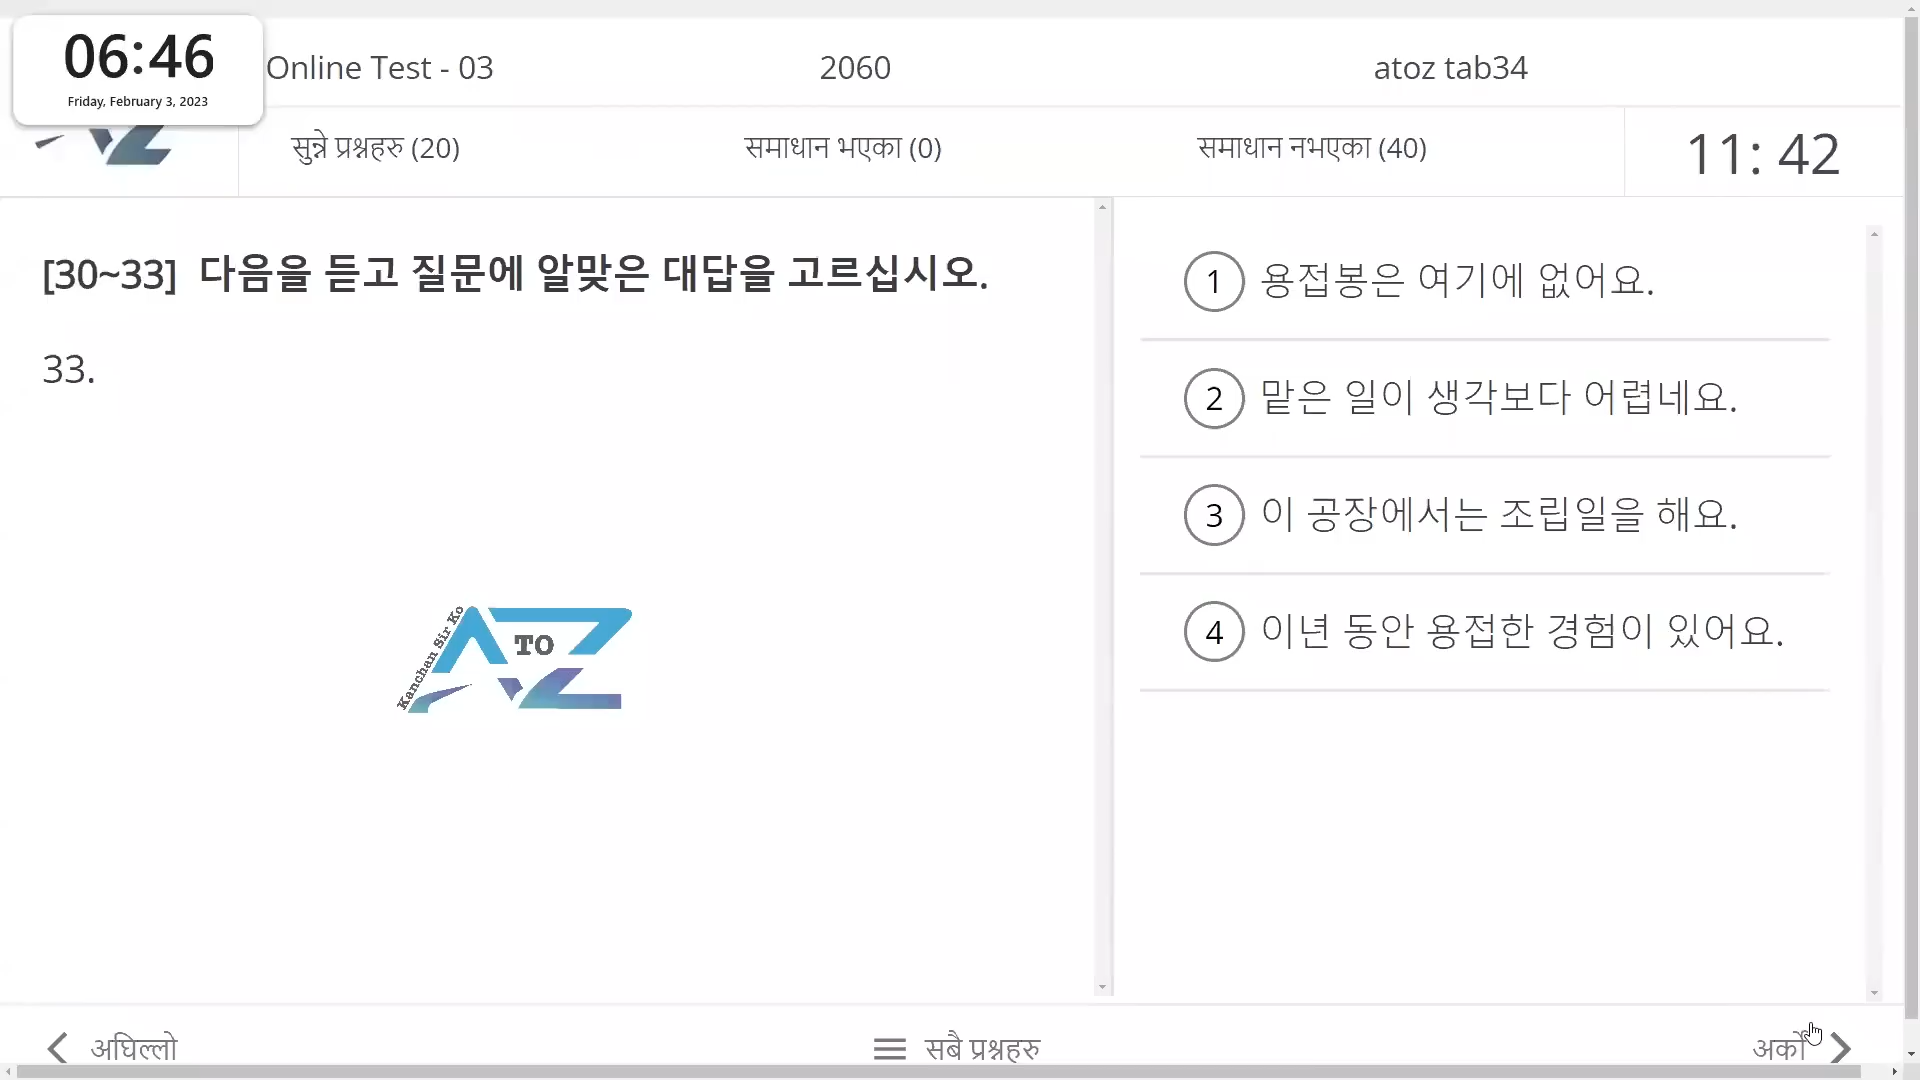 06:46
Friday, February 3, 2023
Online Test - 03
2060
atoz tab34
सुन्ने प्रश्नहरु (20)
समाधान भएका (0)
समाधान नभएका (40)
11: 42
[30~33] 다음을 듣고 질문에 알맞은 대답을 고르십시오.
33.
Kanchan Sir Ko
A TO Z
1 용접봉은 여기에 없어요.
2 맡은 일이 생각보다 어렵네요.
3 이 공장에서는 조립일을 해요.
4 이년 동안 용접한 경험이 있어요.
अघिल्लो
सबै प्रश्नहरु
अर्को